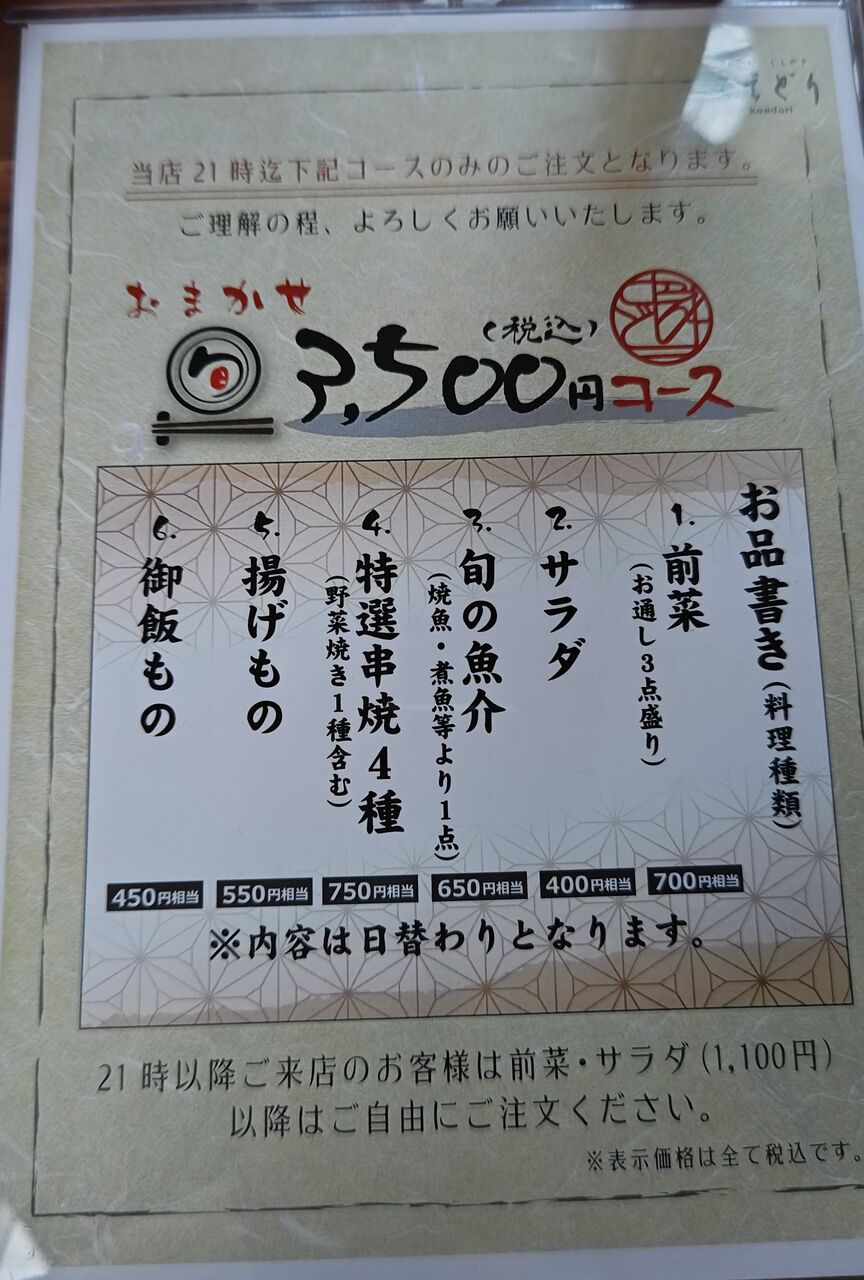 どり
kaedori
当店21時迄下記コースのみのご注文となります。
ご理解の程、よろしくお願いいたします。
おまかせ
旬
3,500円コース
(税込)
お品書き(料理種類)
1. 前菜
(お通し3点盛り)
700円相当
2. サラダ
400円相当
3. 旬の魚介
(焼魚・煮魚等より1点)
650円相当
4. 特選串焼4種
(野菜焼き1種含む)
750円相当
5. 揚げもの
550円相当
6. 御飯もの
450円相当
※内容は日替わりとなります。
21時以降ご来店のお客様は前菜・サラダ(1,100円)
以降はご自由にご注文ください。
※表示価格は全て税込です。